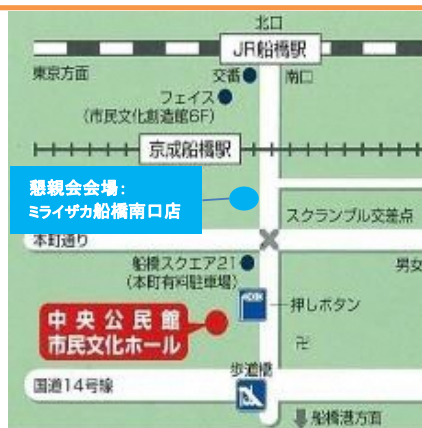 北口
JR船橋駅
東京方面
交番
南口
フェイス
(市民文化創造館6F)
京成船橋駅
懇親会会場:
ミライザカ船橋南口店
スクランブル交差点
本町通り
船橋スクエア21
(本町有料駐車場)
男女
押しボタン
中央公民館
市民文化ホール
卍
歩道橋
国道14号線
船橋港方面